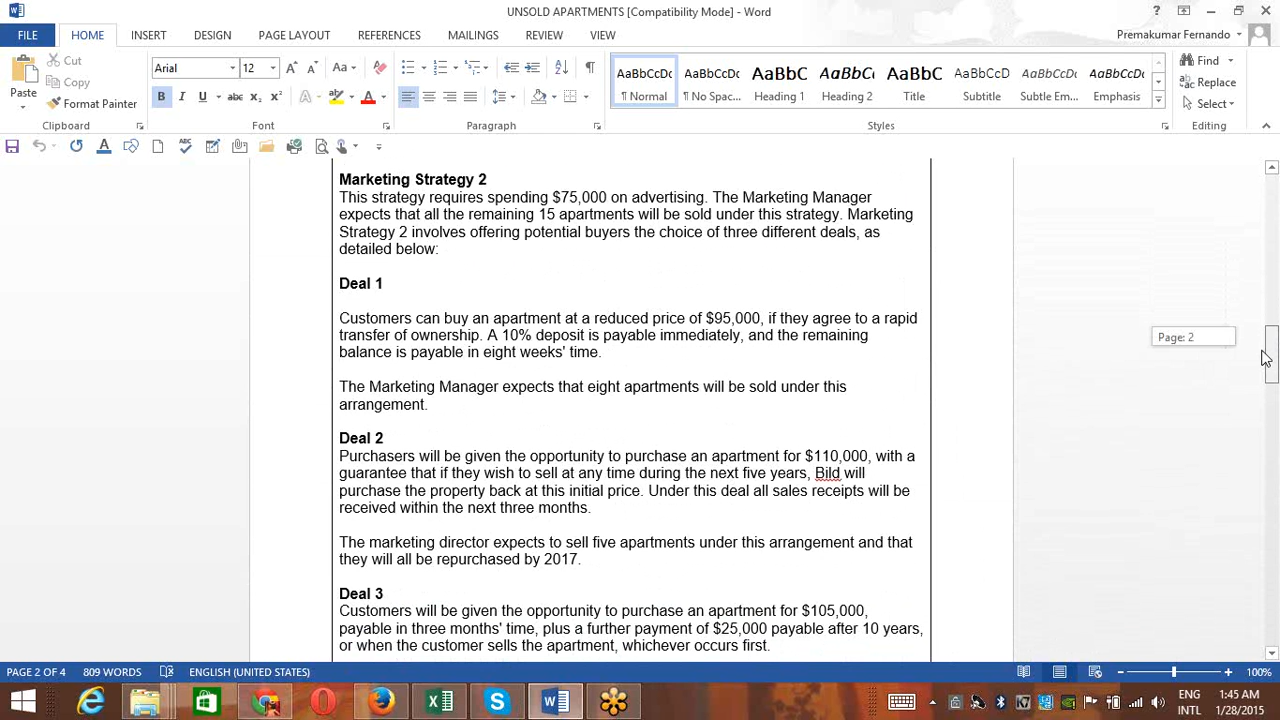 UNSOLD APARTMENTS [Compatibility Mode] - Word
FILE HOME INSERT DESIGN PAGE LAYOUT REFERENCES MAILINGS REVIEW VIEW Premakumar Fernando
Paste Cut Copy Format Painter
Arial 12
AaBbCcDc AaBbCcDc AaBbC AaBbCc AaBbC AaBbCcD AaBbCcDc AaBbCcDc
¶ Normal ¶ No Spac... Heading 1 Heading 2 Title Subtitle Subtle Em... Emphasis
Find Replace Select
Clipboard Font Paragraph Styles Editing
Marketing Strategy 2
This strategy requires spending $75,000 on advertising. The Marketing Manager
expects that all the remaining 15 apartments will be sold under this strategy. Marketing
Strategy 2 involves offering potential buyers the choice of three different deals, as
detailed below:
Deal 1
Customers can buy an apartment at a reduced price of $95,000, if they agree to a rapid
transfer of ownership. A 10% deposit is payable immediately, and the remaining
balance is payable in eight weeks' time.
Page: 2
The Marketing Manager expects that eight apartments will be sold under this
arrangement.
Deal 2
Purchasers will be given the opportunity to purchase an apartment for $110,000, with a
guarantee that if they wish to sell at any time during the next five years, Bild will
purchase the property back at this initial price. Under this deal all sales receipts will be
received within the next three months.
The marketing director expects to sell five apartments under this arrangement and that
they will all be repurchased by 2017.
Deal 3
Customers will be given the opportunity to purchase an apartment for $105,000,
payable in three months' time, plus a further payment of $25,000 payable after 10 years,
or when the customer sells the apartment, whichever occurs first.
PAGE 2 OF 4 809 WORDS ENGLISH (UNITED STATES) 100%
ENG 1:45 AM
INTL 1/28/2015